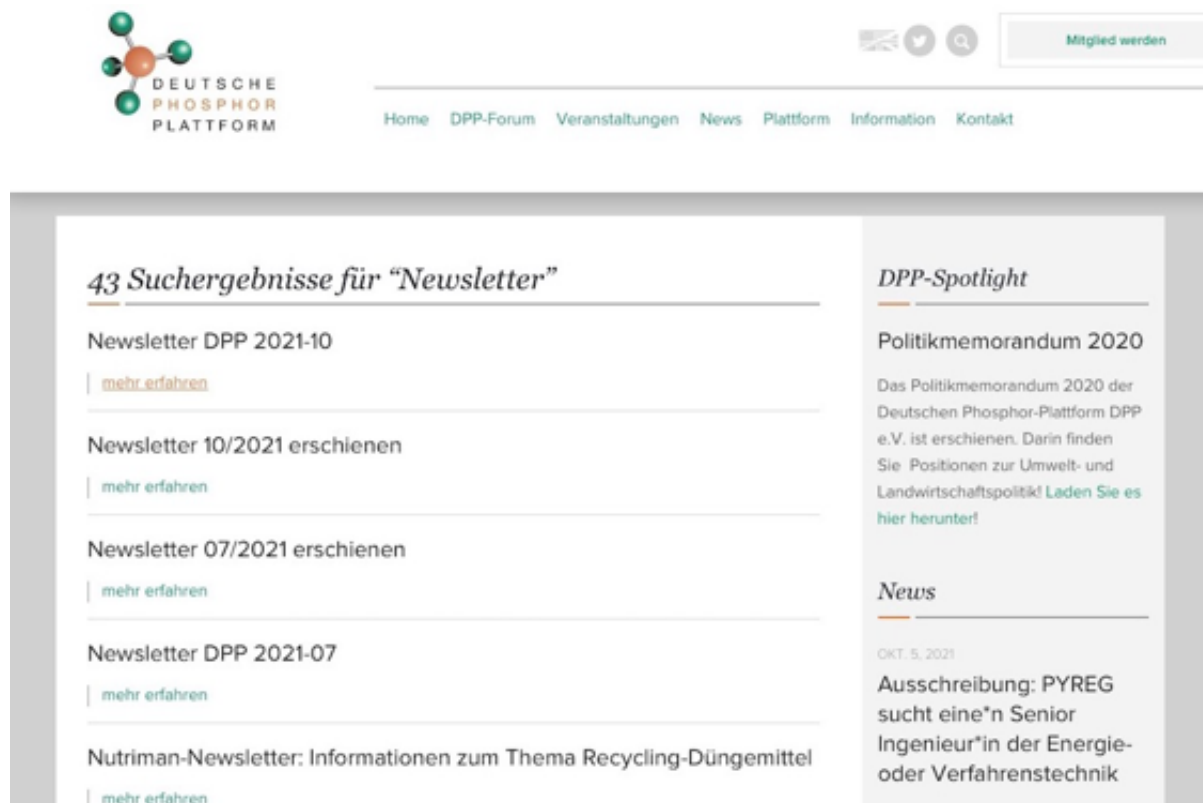 DEUTSCHE
PHOSPHOR
PLATTFORM
Mitglied werden
Home DPP-Forum Veranstaltungen News Plattform Information Kontakt
43 Suchergebnisse für “Newsletter”
Newsletter DPP 2021-10
mehr erfahren
Newsletter 10/2021 erschienen
mehr erfahren
Newsletter 07/2021 erschienen
mehr erfahren
Newsletter DPP 2021-07
mehr erfahren
Nutriman-Newsletter: Informationen zum Thema Recycling-Düngemittel
mehr erfahren
DPP-Spotlight
Politikmemorandum 2020
Das Politikmemorandum 2020 der
Deutschen Phosphor-Plattform DPP
e.V. ist erschienen. Darin finden
Sie Positionen zur Umwelt- und
Landwirtschaftspolitik! Laden Sie es
hier herunter!
News
OKT. 5, 2021
Ausschreibung: PYREG
sucht eine*n Senior
Ingenieur*in der Energie-
oder Verfahrenstechnik